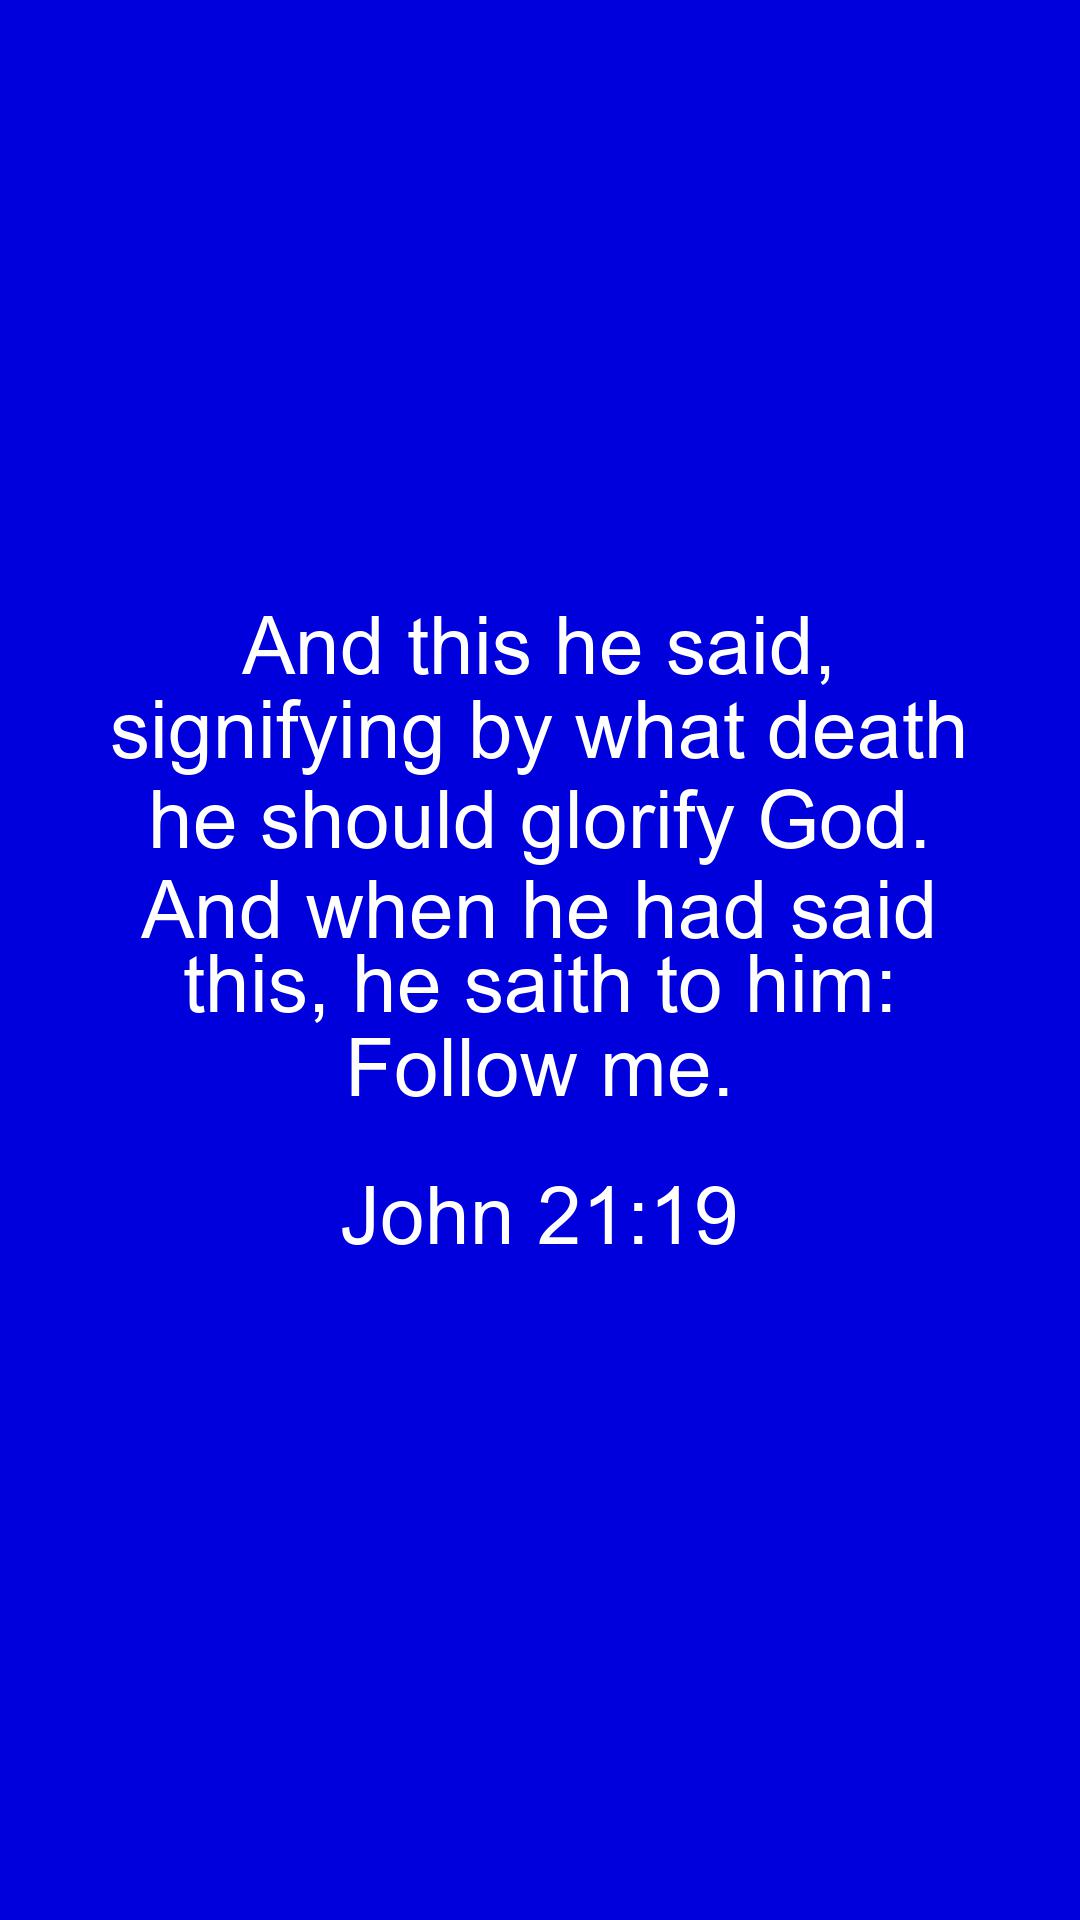 And this he said,
signifying by what death
he should glorify God.
And when he had said
this, he saith to him:
Follow me.
John 21:19